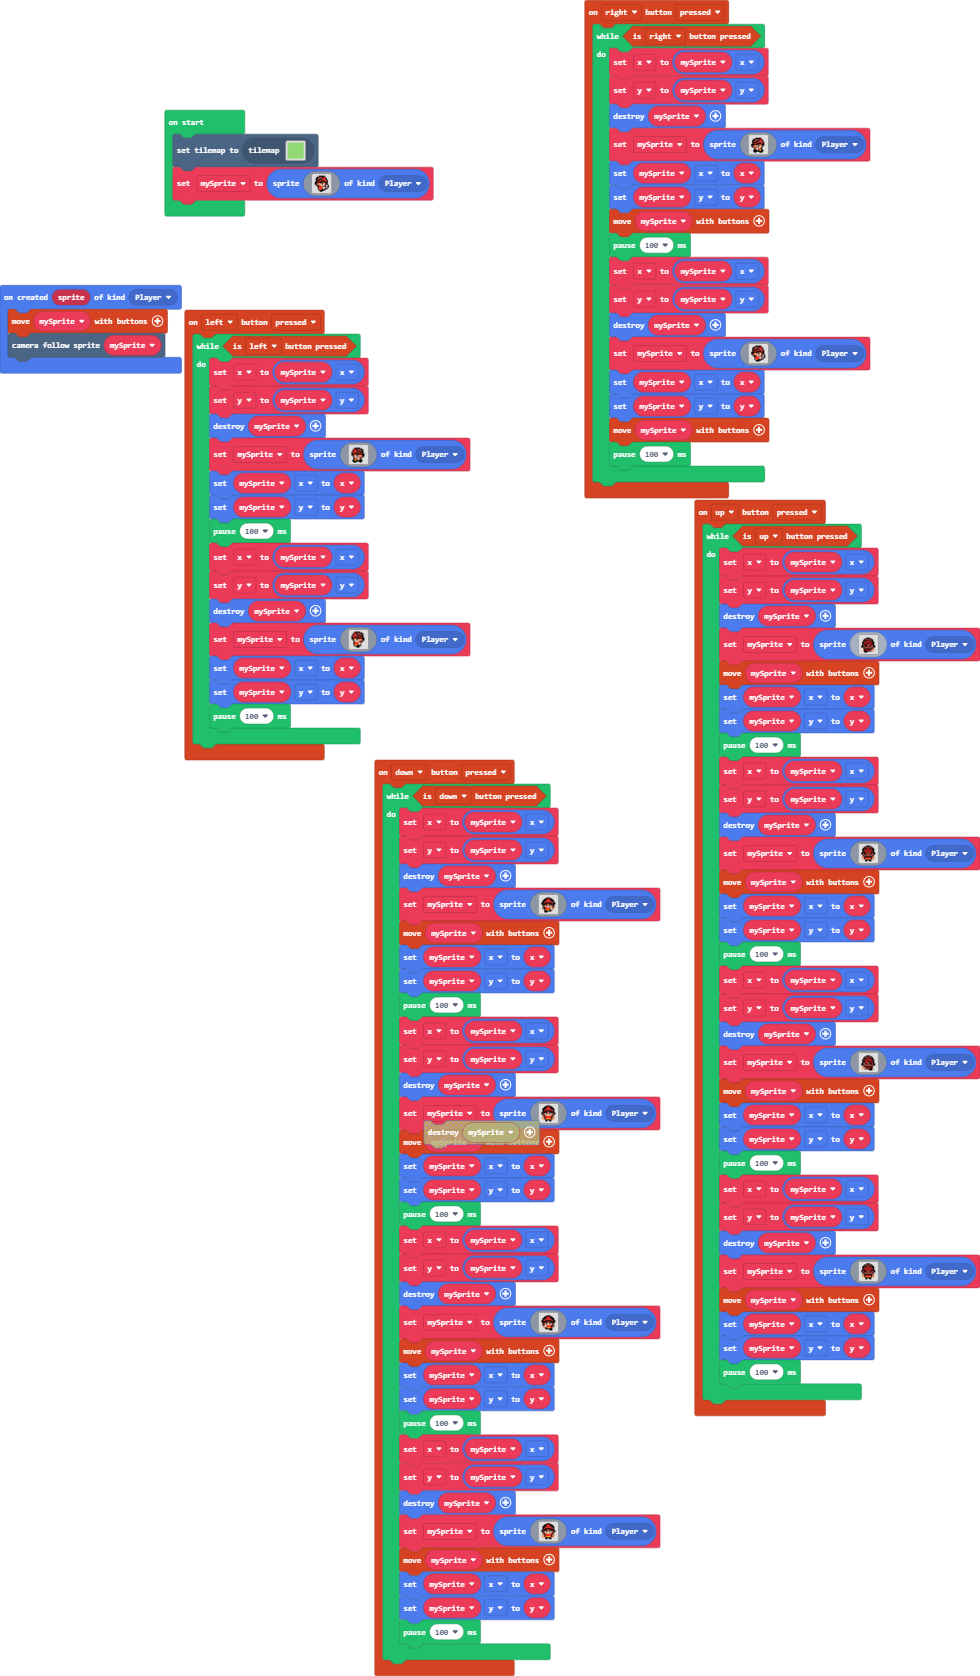 on start
set tilemap to tilemap
set mySprite to sprite of kind Player
on created sprite of kind Player
move mySprite with buttons
camera follow sprite mySprite
on left button pressed
while is left button pressed
do
set x to mySprite x
set y to mySprite y
destroy mySprite
set mySprite to sprite of kind Player
set mySprite x to x
set mySprite y to y
pause 100 ms
set x to mySprite x
set y to mySprite y
destroy mySprite
set mySprite to sprite of kind Player
set mySprite x to x
set mySprite y to y
pause 100 ms
on down button pressed
while is down button pressed
do
set x to mySprite x
set y to mySprite y
destroy mySprite
set mySprite to sprite of kind Player
move mySprite with buttons
set mySprite x to x
set mySprite y to y
pause 100 ms
set x to mySprite x
set y to mySprite y
destroy mySprite
set mySprite to sprite of kind Player
destroy mySprite
move mySprite with buttons
set mySprite x to x
set mySprite y to y
pause 100 ms
set x to mySprite x
set y to mySprite y
destroy mySprite
set mySprite to sprite of kind Player
move mySprite with buttons
set mySprite x to x
set mySprite y to y
pause 100 ms
set x to mySprite x
set y to mySprite y
destroy mySprite
set mySprite to sprite of kind Player
move mySprite with buttons
set mySprite x to x
set mySprite y to y
pause 100 ms
on right button pressed
while is right button pressed
do
set x to mySprite x
set y to mySprite y
destroy mySprite
set mySprite to sprite of kind Player
set mySprite x to x
set mySprite y to y
move mySprite with buttons
pause 100 ms
set x to mySprite x
set y to mySprite y
destroy mySprite
set mySprite to sprite of kind Player
set mySprite x to x
set mySprite y to y
move mySprite with buttons
pause 100 ms
on up button pressed
while is up button pressed
do
set x to mySprite x
set y to mySprite y
destroy mySprite
set mySprite to sprite of kind Player
move mySprite with buttons
set mySprite x to x
set mySprite y to y
pause 100 ms
set x to mySprite x
set y to mySprite y
destroy mySprite
set mySprite to sprite of kind Player
move mySprite with buttons
set mySprite x to x
set mySprite y to y
pause 100 ms
set x to mySprite x
set y to mySprite y
destroy mySprite
set mySprite to sprite of kind Player
move mySprite with buttons
set mySprite x to x
set mySprite y to y
pause 100 ms
set x to mySprite x
set y to mySprite y
destroy mySprite
set mySprite to sprite of kind Player
move mySprite with buttons
set mySprite x to x
set mySprite y to y
pause 100 ms